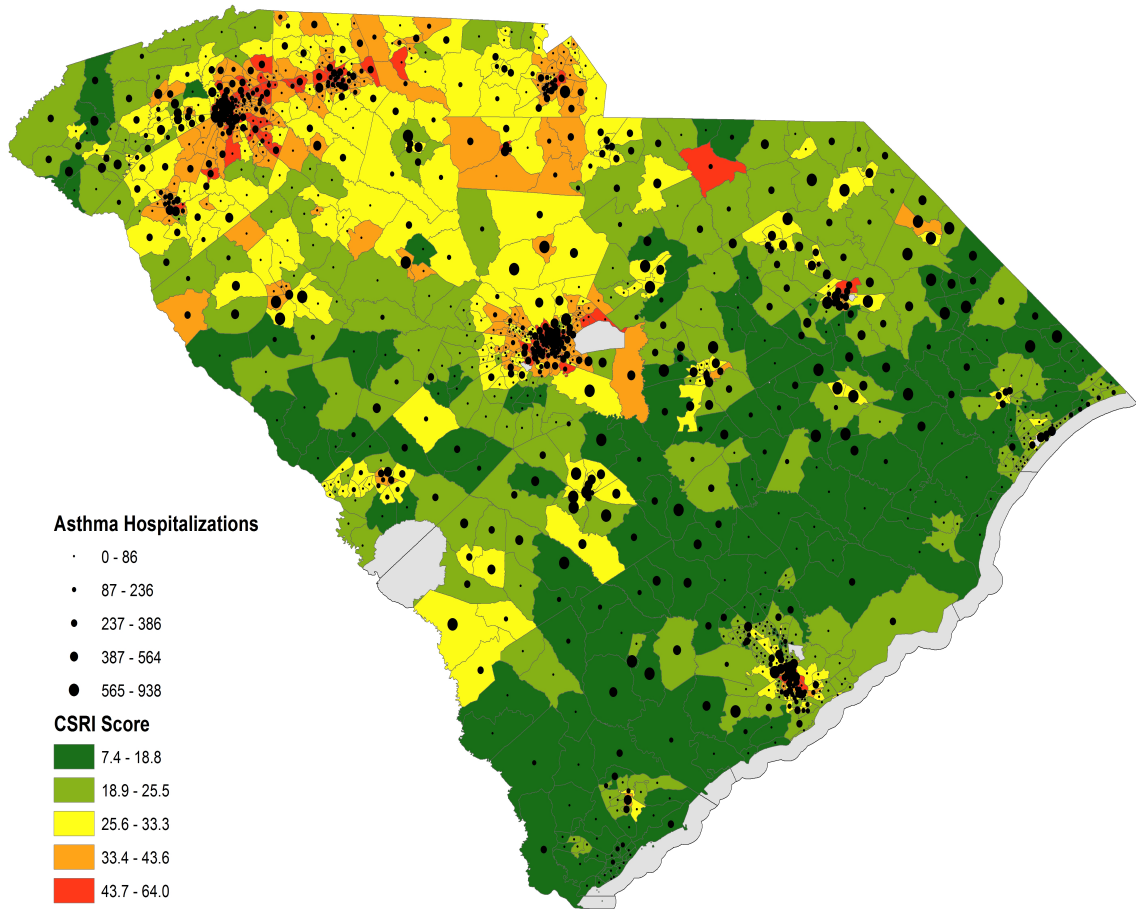 Asthma Hospitalizations
0 - 86
87 - 236
237 - 386
387 - 564
565 - 938
CSRI Score
7.4 - 18.8
18.9 - 25.5
25.6 - 33.3
33.4 - 43.6
43.7 - 64.0